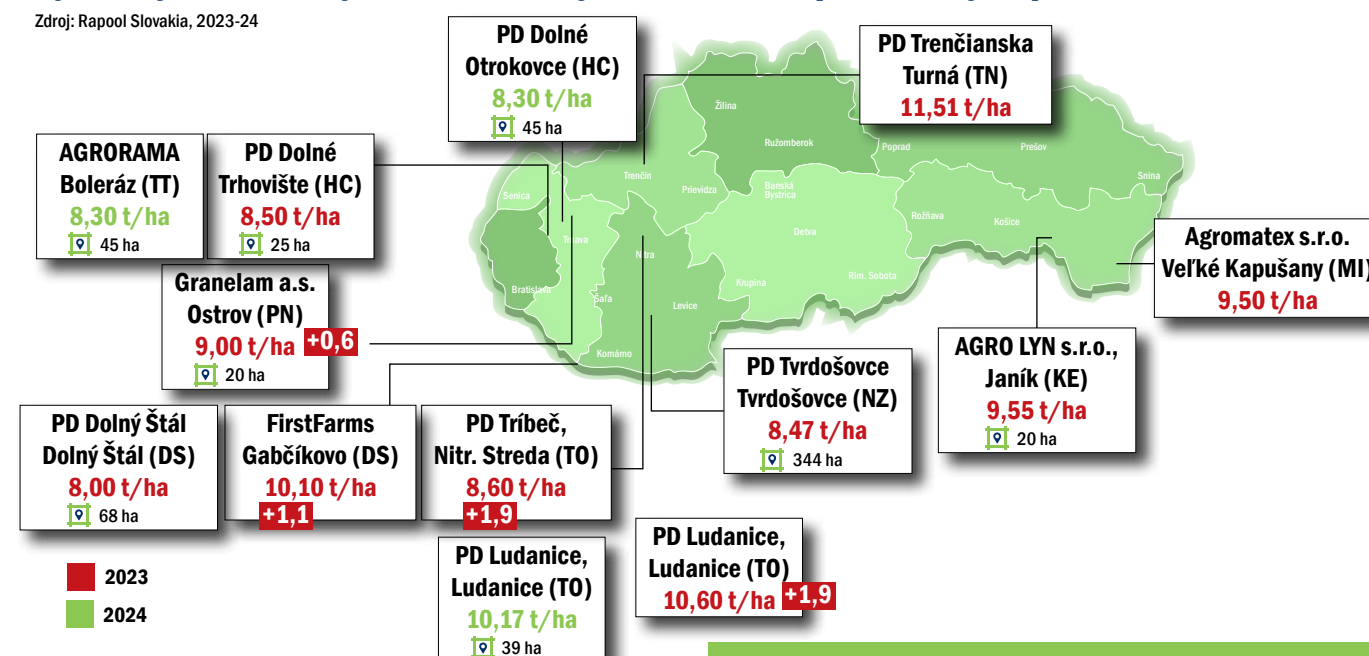 Zdroj: Rapool Slovakia, 2023-24
PD Dolné
Otrokovce (HC)
8,30 t/ha
45 ha
PD Trenčianska
Turná (TN)
11,51 t/ha
AGRORAMA
Boleráz (TT)
8,30 t/ha
45 ha
PD Dolné
Trhovište (HC)
8,50 t/ha
25 ha
Granelam a.s.
Ostrov (PN)
9,00 t/ha +0,6
20 ha
Žilina
Ružomberok
Poprad
Prešov
Snina
Trenčín
Prievidza
Banská
Bystrica
Senica
Rožňava
Košice
Trnava
Detva
Nitra
Bratislava
Šaľa
Levice
Krupina
Rim. Sobota
Komárno
Agromatex s.r.o.
Veľké Kapušany (MI)
9,50 t/ha
AGRO LYN s.r.o.,
Janík (KE)
9,55 t/ha
20 ha
PD Tvrdošovce
Tvrdošovce (NZ)
8,47 t/ha
344 ha
PD Dolný Štál
Dolný Štál (DS)
8,00 t/ha
68 ha
FirstFarms
Gabčíkovo (DS)
10,10 t/ha
+1,1
PD Tríbeč,
Nitr. Streda (TO)
8,60 t/ha
+1,9
PD Ludanice,
Ludanice (TO)
10,17 t/ha
39 ha
PD Ludanice,
Ludanice (TO)
10,60 t/ha +1,9
2023
2024